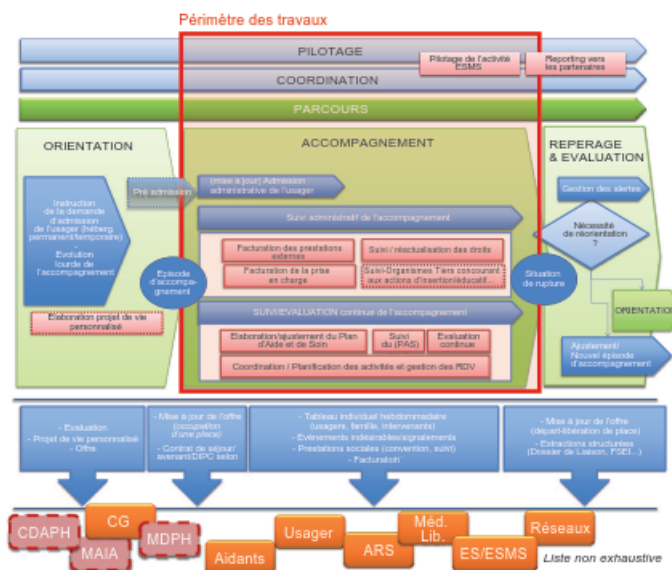 Périmètre des travaux
PILOTAGE
Pilotage de l'activité
ESMS
Reporting vers
les partenaires
COORDINATION
PARCOURS
ORIENTATION
Instruction
de la demande
d'admission
de l'usager (héberg.
permanent/temporaire)
-
Evolution
lourde de
l'accompagnement
Elaboration projet de vie
personnalisé
Pré admission
Episode
d'accompa-
gnement
ACCOMPAGNEMENT
(mise à jour) Admission
administrative de l'usager
Suivi administratif de l'accompagnement
Facturation des prestations
externes
Suivi / réactualisation des droits
Facturation de la prise
en charge
Suivi-Organismes Tiers concourant
aux actions d'insertion/éducatif...
SUIVI/EVALUATION continue de l'accompagnement
Elaboration/ajustement du Plan
d'Aide et de Soin
Suivi
du (PAS)
Evaluation
continue
Coordination / Planification des activités et gestion des RDV
Situation
de rupture
REPERAGE
& EVALUATION
Gestion des alertes
Nécessité
de réorientation
?
ORIENTATION
Ajustement/
Nouvel épisode
d'accompagnement
- Evaluation
- Projet de vie personnalisé
- Offre
- Mise à jour de l'offre
(occupation
d'une place)
- Contrat de séjour/
avenant/DIPC selon
- Tableau individuel hebdommadaire
(usagers, famille, intervenants)
- Evénements indésirables/signalements
- Prestations sociales (convention, suivi)
- Facturation
- Mise à jour de l'offre
(départ-libération de place)
- Extractions structurées
(Dossier de Liaison, FSEI...)
CDAPH
CG
MAIA
MDPH
Aidants
Usager
ARS
Méd.
Lib.
ES/ESMS
Réseaux
Liste non exhaustive